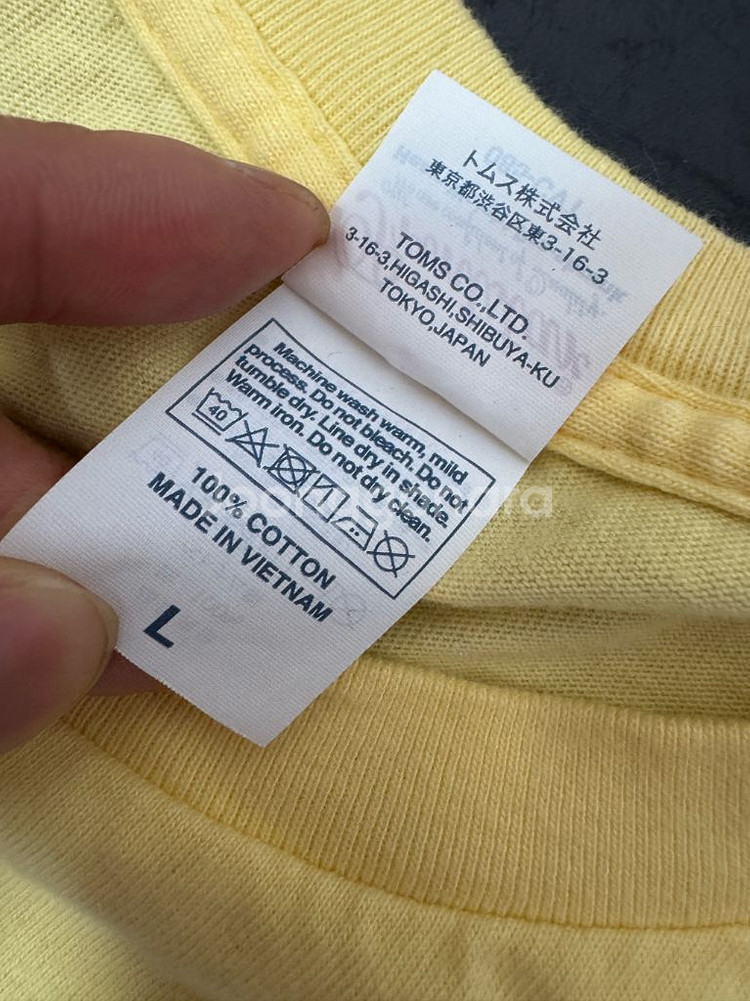 トムス株式会社
東京都渋谷区東3-16-3
TOMS CO.,LTD.
3-16-3,HIGASHI,SHIBUYA-KU
TOKYO,JAPAN
Machine wash warm, mild
process. Do not bleach. Do not
tumble dry. Line dry in shade.
Warm iron. Do not dry clean.
40
100% COTTON
MADE IN VIETNAM
L